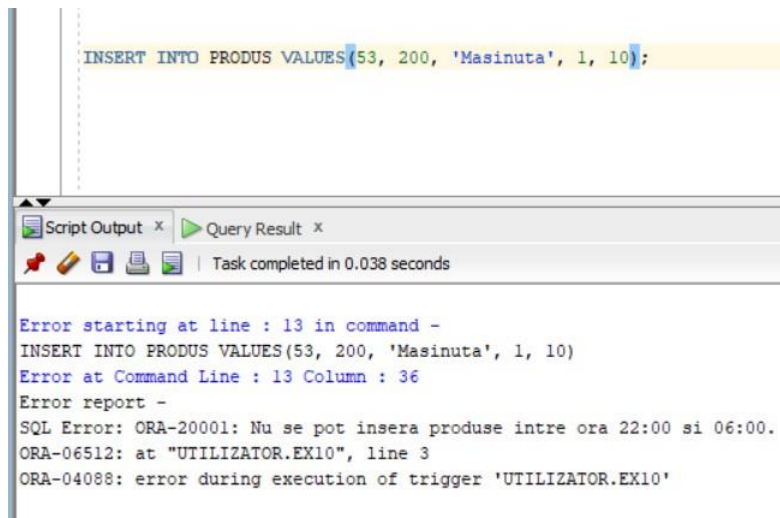 INSERT INTO PRODUS VALUES(53, 200, 'Masinuta', 1, 10);
Script Output x Query Result x
Task completed in 0.038 seconds
Error starting at line : 13 in command -
INSERT INTO PRODUS VALUES(53, 200, 'Masinuta', 1, 10)
Error at Command Line : 13 Column : 36
Error report -
SQL Error: ORA-20001: Nu se pot insera produse intre ora 22:00 si 06:00.
ORA-06512: at "UTILIZATOR.EX10", line 3
ORA-04088: error during execution of trigger 'UTILIZATOR.EX10'